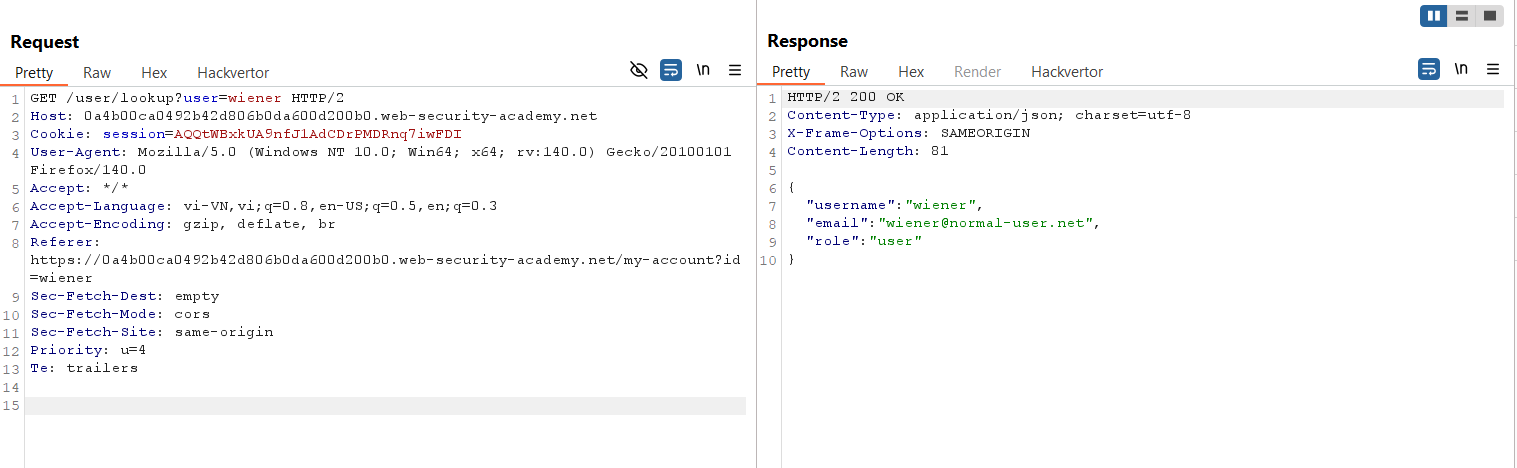 Request
Pretty Raw Hex Hackvertor
\n
1 GET /user/lookup?user=wiener HTTP/2
2 Host: 0a4b00ca0492b42d806b0da600d200b0.web-security-academy.net
3 Cookie: session=AQQtWBxkUA9nfJlAdCDrPMDRnq7iwFDI
4 User-Agent: Mozilla/5.0 (Windows NT 10.0; Win64; x64; rv:140.0) Gecko/20100101
Firefox/140.0
5 Accept: */*
6 Accept-Language: vi-VN,vi;q=0.8,en-US;q=0.5,en;q=0.3
7 Accept-Encoding: gzip, deflate, br
8 Referer:
https://0a4b00ca0492b42d806b0da600d200b0.web-security-academy.net/my-account?id
=wiener
9 Sec-Fetch-Dest: empty
10 Sec-Fetch-Mode: cors
11 Sec-Fetch-Site: same-origin
12 Priority: u=4
13 Te: trailers
14
15
Response
Pretty Raw Hex Render Hackvertor
\n
1 HTTP/2 200 OK
2 Content-Type: application/json; charset=utf-8
3 X-Frame-Options: SAMEORIGIN
4 Content-Length: 81
5
6 {
7 "username":"wiener",
8 "email":"wiener@normal-user.net",
9 "role":"user"
10 }